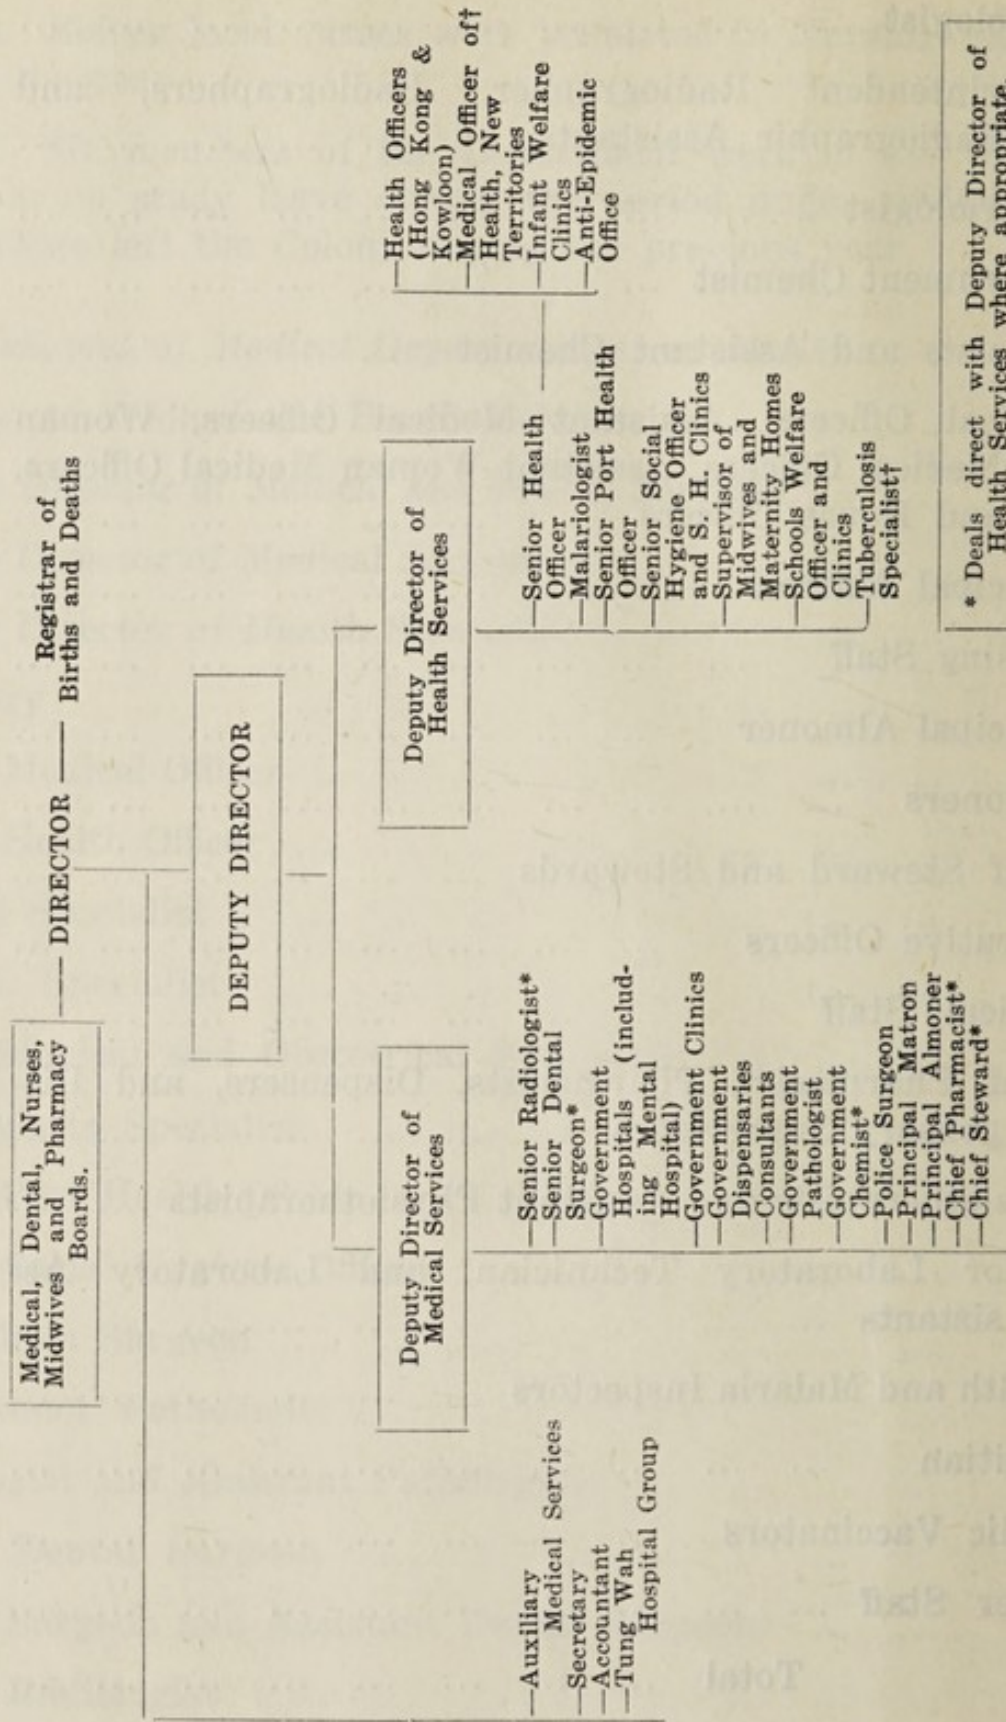 Medical, Dental, Nurses,
Midwives and Pharmacy
Boards.
DIRECTOR
Registrar of
Births and Deaths
DEPUTY DIRECTOR
Deputy Director of
Medical Services
Deputy Director of
Health Services
—Auxiliary
Medical Services
—Secretary
—Accountant
—Tung Wah
Hospital Group
—Senior Radiologist*
—Senior Dental
Surgeon*
—Government
Hospitals (includ-
ing Mental
Hospital)
—Government Clinics
—Government
Dispensaries
—Consultants
—Government
Pathologist
—Government
Chemist*
—Police Surgeon
—Principal Matron
—Principal Almoner
—Chief Pharmacist*
—Chief Steward*
—Senior Health
Officer
—Malariologist
—Senior Port Health
Officer
—Senior Social
Hygiene Officer
and S. H. Clinics
—Supervisor of
Midwives and
Maternity Homes
—Schools Welfare
Officer and
Clinics
—Tuberculosis
Specialist†
—Health Officers
(Hong Kong &
Kowloon)
—Medical Officer of†
Health, New
Territories
—Infant Welfare
Clinics
—Anti-Epidemic
Office
* Deals direct with Deputy Director of
Health Services where appropriate.